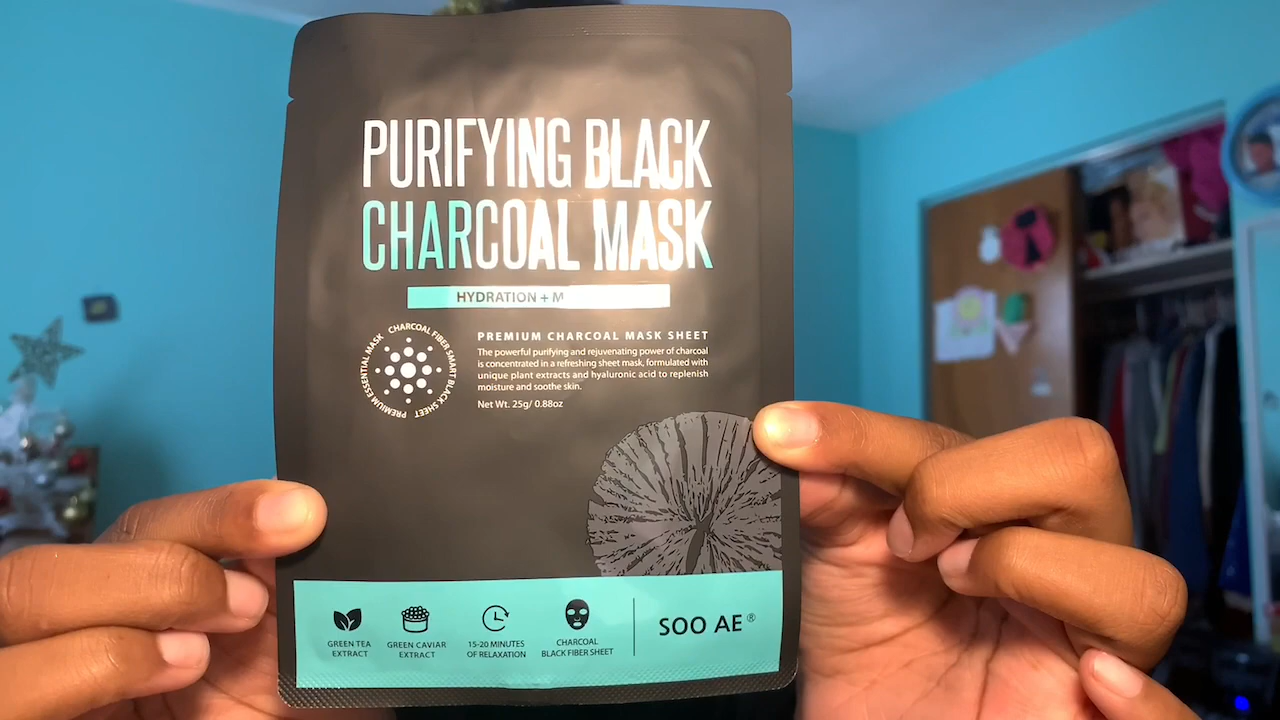 PURIFYING BLACK
CHARCOAL MASK
HYDRATION +
CHARCOAL FIBER SMART BLACK SHEET
PREMIUM ESSENTIAL MASK
PREMIUM CHARCOAL MASK SHEET
The powerful purifying and rejuvenating power of charcoal
is concentrated in a refreshing sheet mask, formulated with
unique plant extracts and hyaluronic acid to replenish
moisture and soothe skin.
Net Wt. 25g/ 0.88oz
GREEN TEA
EXTRACT
GREEN CAVIAR
EXTRACT
15-20 MINUTES
OF RELAXATION
CHARCOAL
BLACK FIBER SHEET
SOO AE®